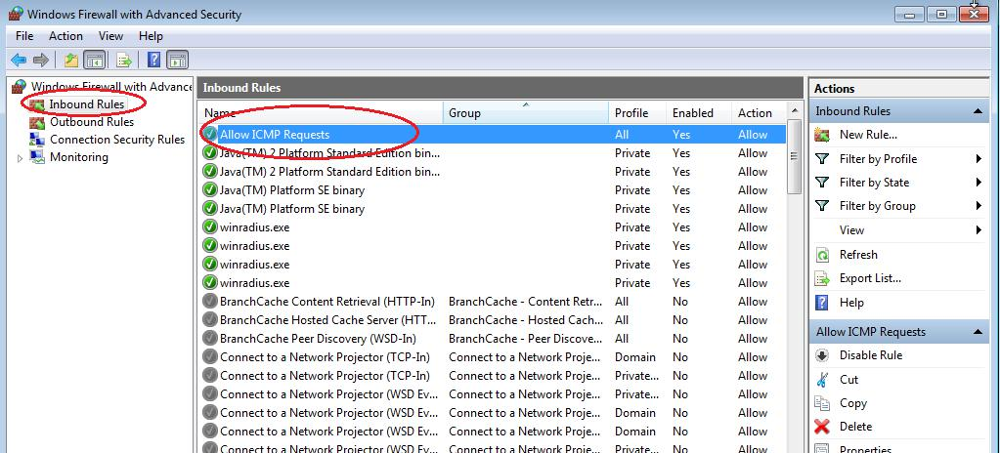 Windows Firewall with Advanced Security
File Action View Help
Windows Firewall with Advance
Inbound Rules
Outbound Rules
Connection Security Rules
Monitoring
Inbound Rules
Name Group Profile Enabled Action
Allow ICMP Requests All Yes Allow
Java(TM) 2 Platform Standard Edition bin... Private Yes Allow
Java(TM) 2 Platform Standard Edition bin... Private Yes Allow
Java(TM) Platform SE binary Private Yes Allow
Java(TM) Platform SE binary Private Yes Allow
winradius.exe Private Yes Allow
winradius.exe Private Yes Allow
winradius.exe Private Yes Allow
winradius.exe Private Yes Allow
BranchCache Content Retrieval (HTTP-In) BranchCache - Content Retr... All No Allow
BranchCache Hosted Cache Server (HTT... BranchCache - Hosted Cach... All No Allow
BranchCache Peer Discovery (WSD-In) BranchCache - Peer Discove... All No Allow
Connect to a Network Projector (TCP-In) Connect to a Network Proje... Domain No Allow
Connect to a Network Projector (TCP-In) Connect to a Network Proje... Private... No Allow
Connect to a Network Projector (WSD Ev... Connect to a Network Proje... Private... No Allow
Connect to a Network Projector (WSD Ev... Connect to a Network Proje... Domain No Allow
Connect to a Network Projector (WSD Ev... Connect to a Network Proje... Domain No Allow
Connect to a Network Projector (WSD Ev... Connect to a Network Proje... Private... No Allow
Actions
Inbound Rules
New Rule...
Filter by Profile
Filter by State
Filter by Group
View
Refresh
Export List...
Help
Allow ICMP Requests
Disable Rule
Cut
Copy
Delete
Properties